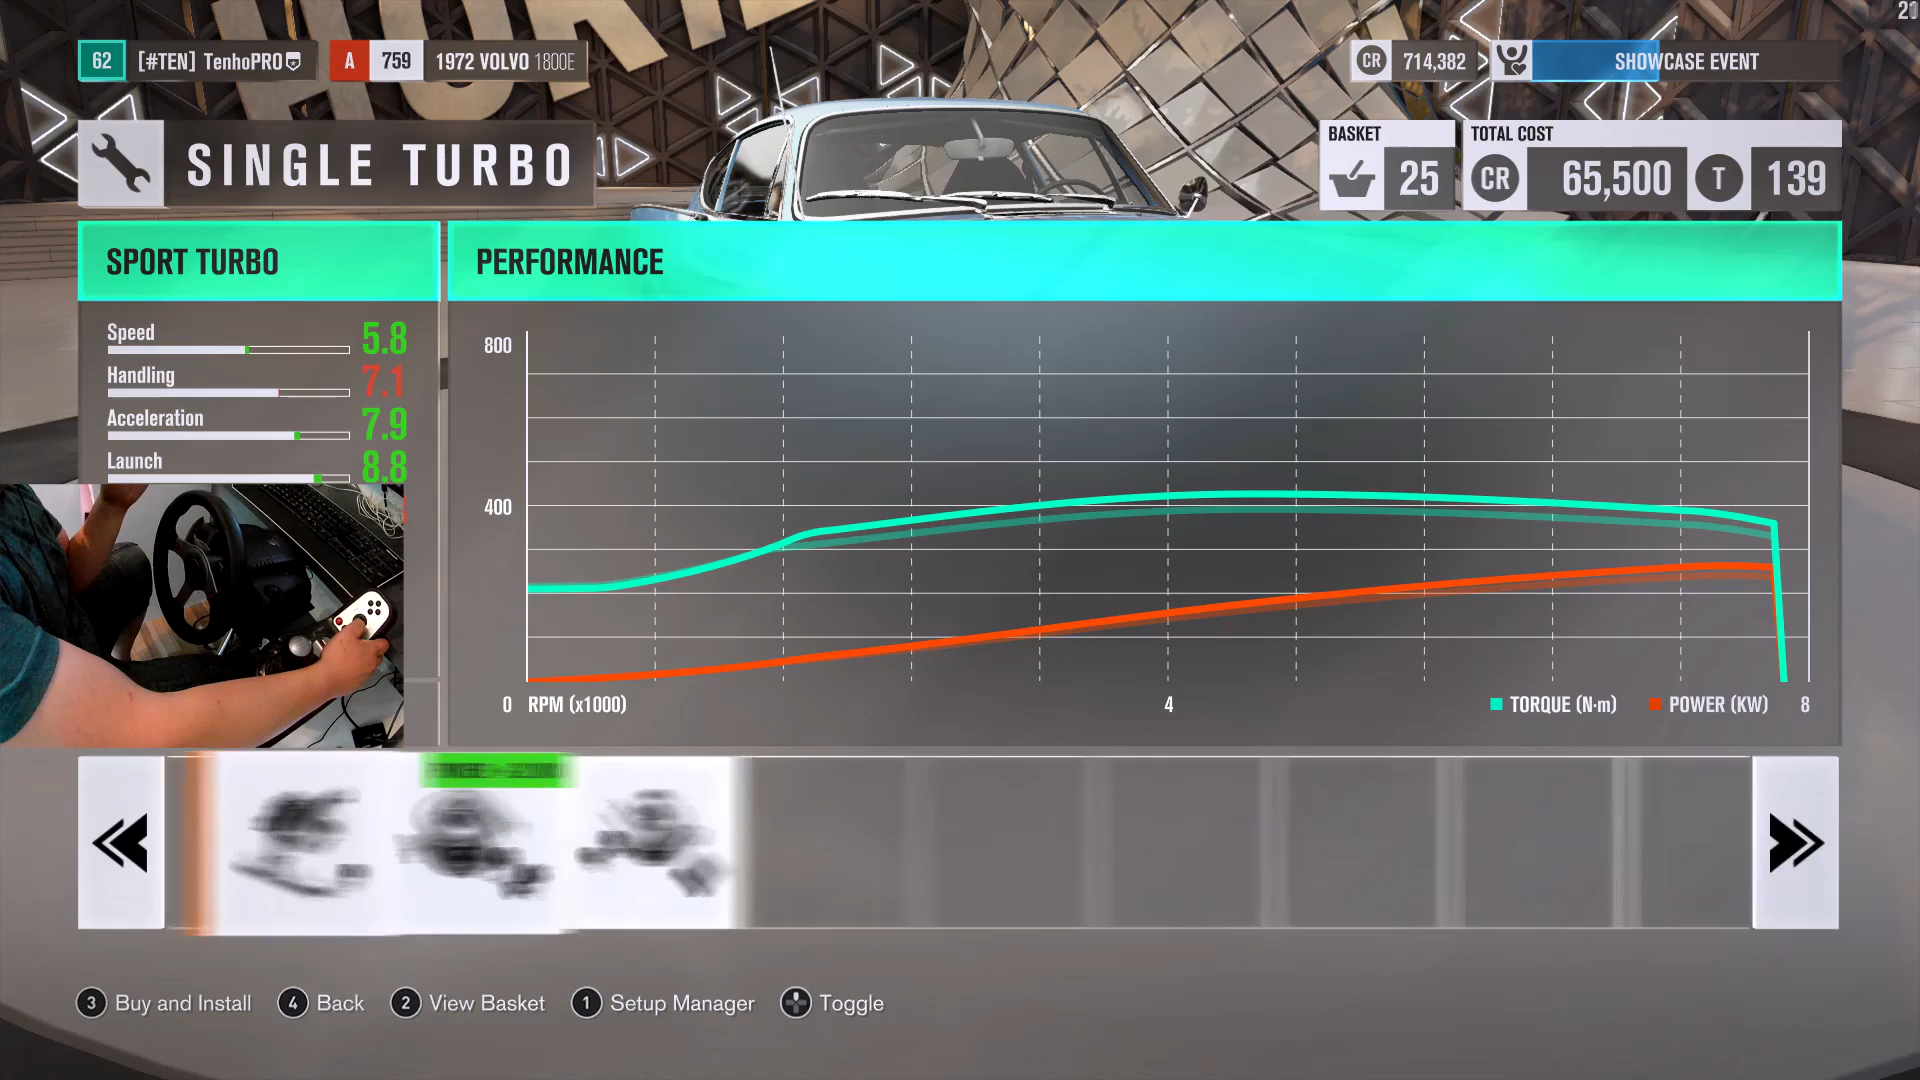 21
62 [#TEN] TenhoPRO
A 759 1972 VOLVO 1800E
CR 714,382 SHOWCASE EVENT
SINGLE TURBO
BASKET
25
TOTAL COST
CR 65,500 T 139
SPORT TURBO
PERFORMANCE
Speed 5.8
Handling 7.1
Acceleration 7.9
Launch 8.8
800
400
0 RPM (x1000) 4 TORQUE (N·m) POWER (KW) 8
3 Buy and Install 4 Back 2 View Basket 1 Setup Manager Toggle